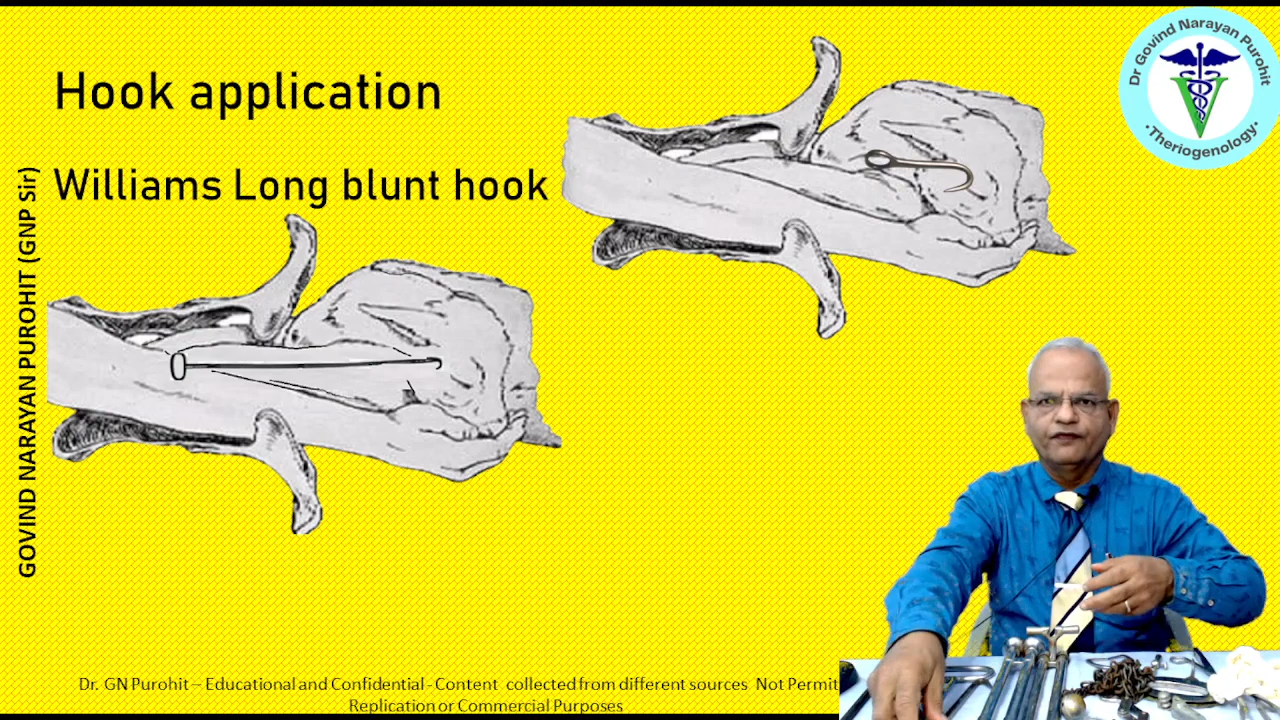 Hook application
Williams Long blunt hook
GOVIND NARAYAN PUROHIT (GNP Sir)
Dr Govind Narayan Purohit
•Theriogenology•
Dr. GN Purohit – Educational and Confidential - Content collected from different sources Not Permit
Replication or Commercial Purposes